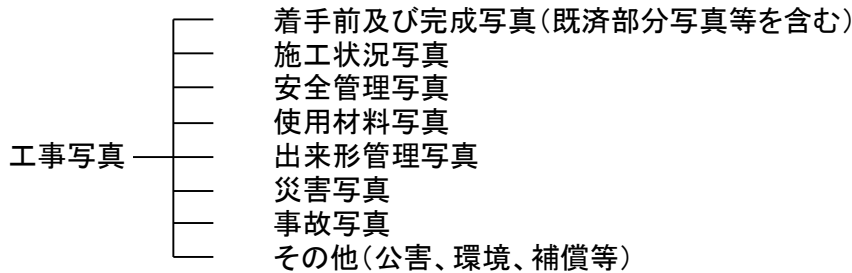 着手前及び完成写真(既済部分写真等を含む)
施工状況写真
安全管理写真
使用材料写真
工事写真 出来形管理写真
災害写真
事故写真
その他(公害、環境、補償等)